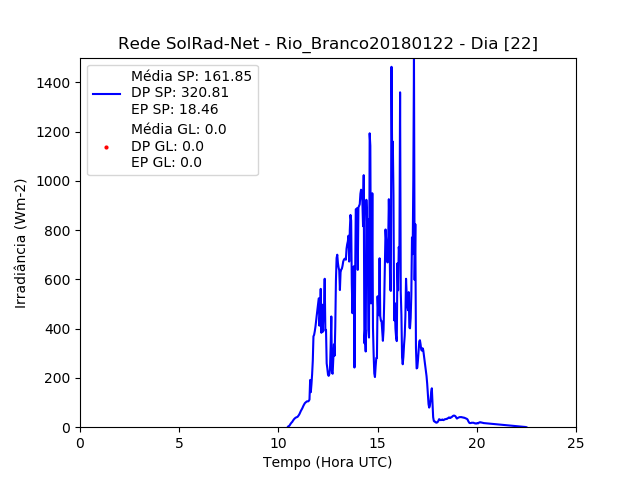 Rede SolRad-Net - Rio_Branco20180122 - Dia [22]
Média SP: 161.85
DP SP: 320.81
EP SP: 18.46
Média GL: 0.0
DP GL: 0.0
EP GL: 0.0
Irradiância (Wm-2)
1400
1200
1000
800
600
400
200
0
0 5 10 15 20 25
Tempo (Hora UTC)